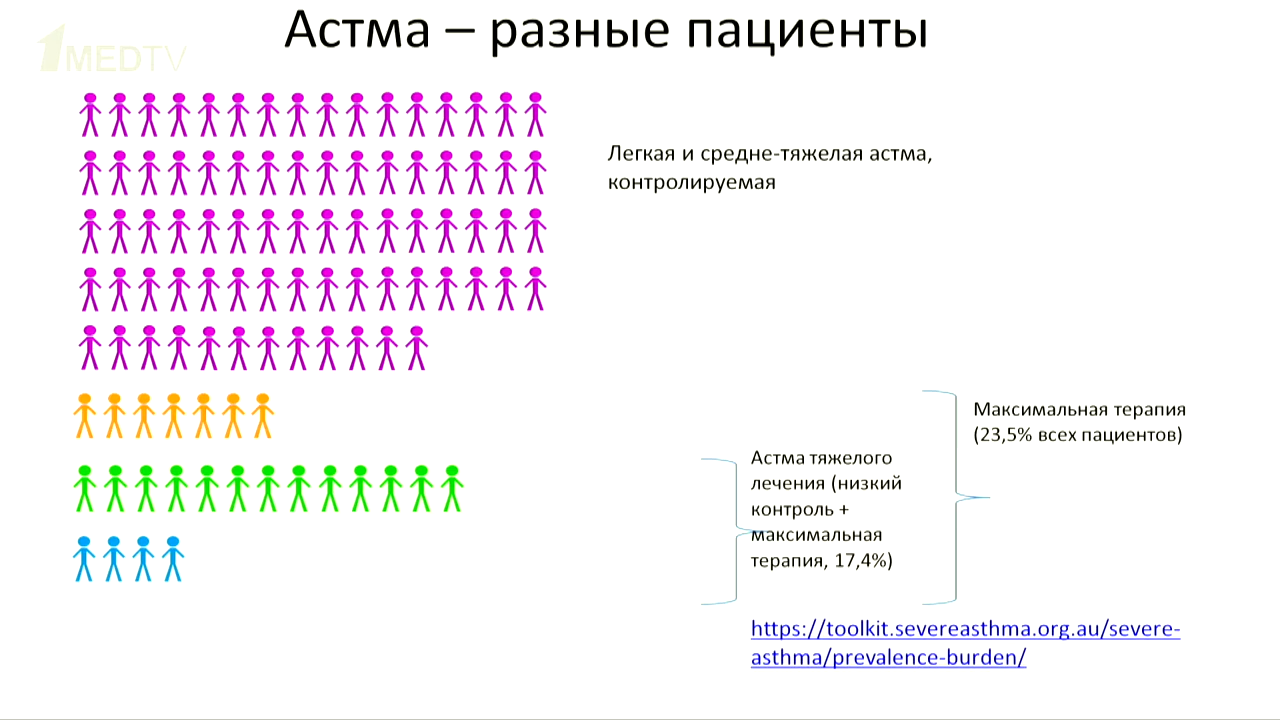 Астма – разные пациенты
1MEDTV
Легкая и средне-тяжелая астма,
контролируемая
Максимальная терапия
(23,5% всех пациентов)
Астма тяжелого
лечения (низкий
контроль +
максимальная
терапия, 17,4%)
https://toolkit.severeasthma.org.au/severe-
asthma/prevalence-burden/